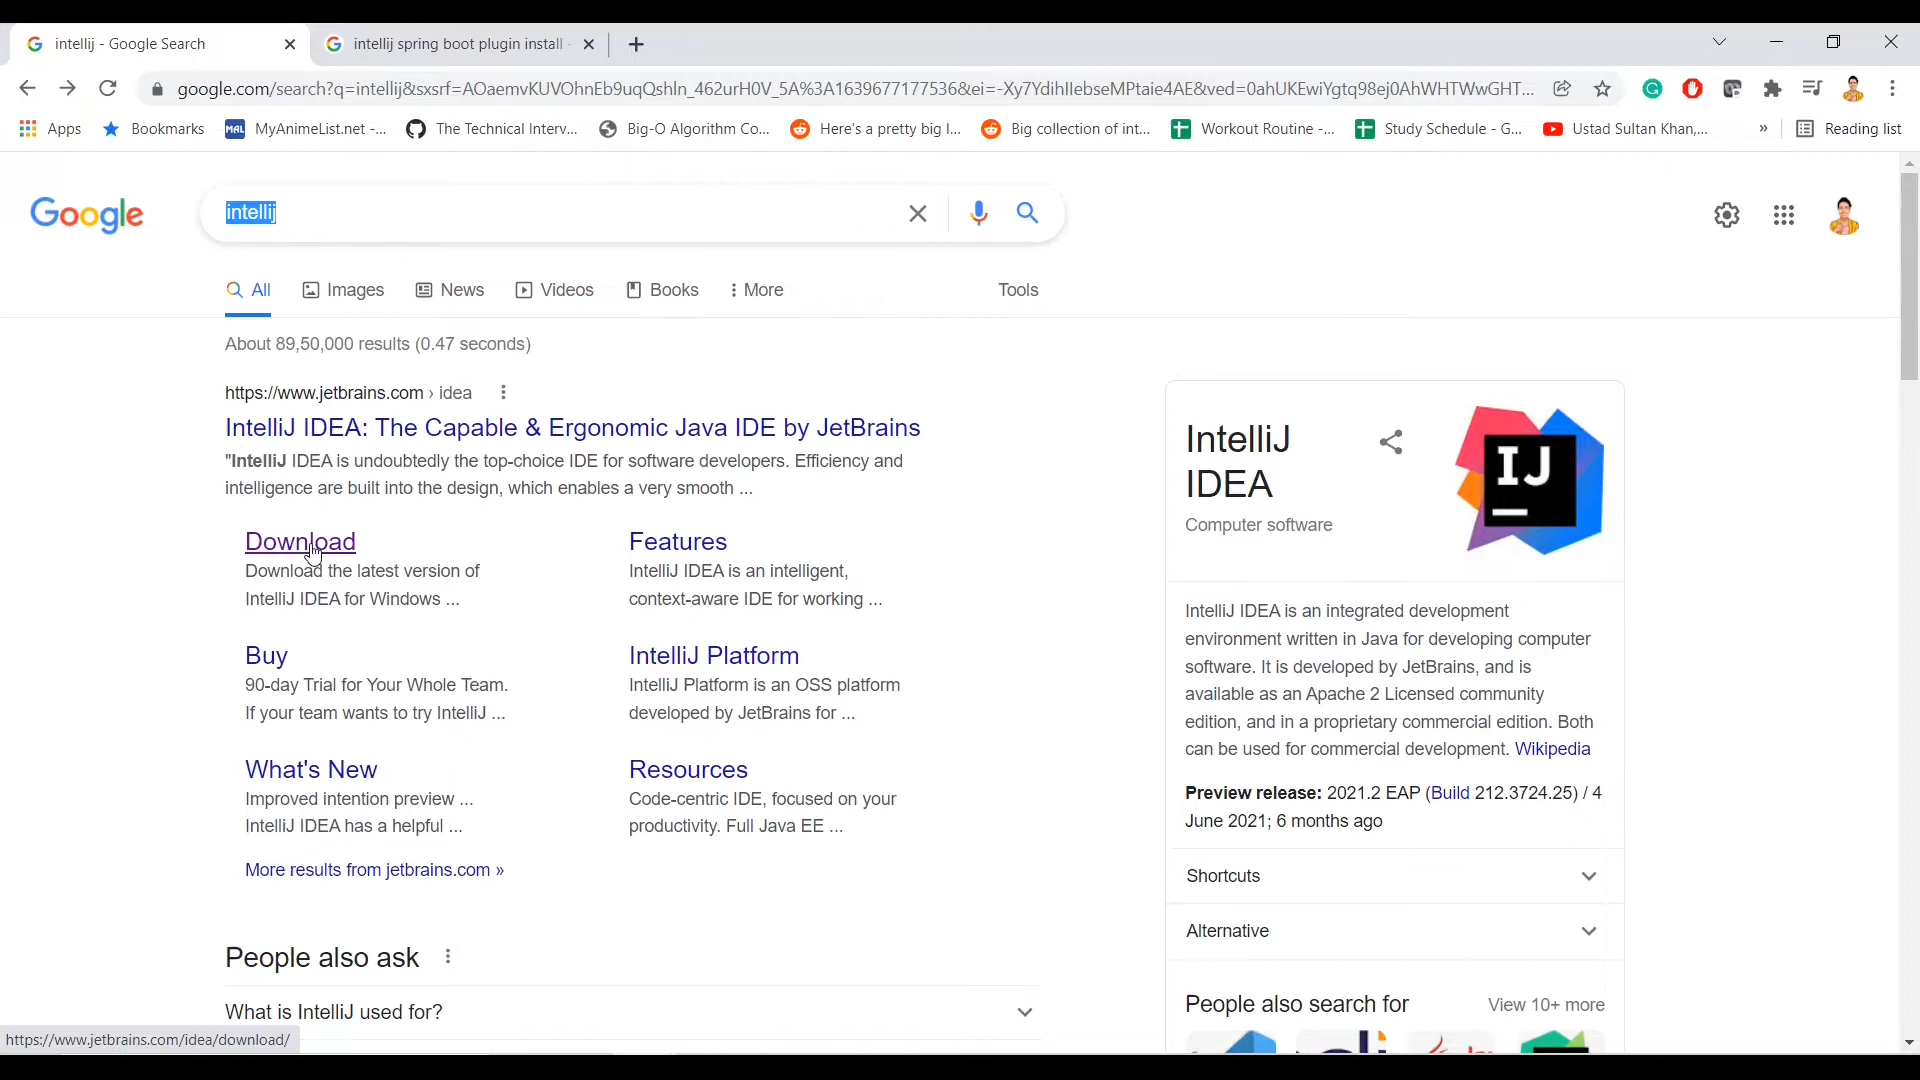 intellij - Google Search
intellij spring boot plugin install
google.com/search?q=intellij&sxsrf=AOaemvKUVOhnEb9uqQshIn_462urH0V_5A%3A1639677177536&ei=-Xy7YdihIIebseMPtaie4AE&ved=0ahUKEwiYgtq98ej0AhWHTWwGHT...
Apps Bookmarks MAL MyAnimeList.net -... The Technical Interv... Big-O Algorithm Co... Here's a pretty big l... Big collection of int... Workout Routine -... Study Schedule - G... Ustad Sultan Khan,... » Reading list
Google
intellij
All Images News Videos Books More Tools
About 89,50,000 results (0.47 seconds)
https://www.jetbrains.com › idea
IntelliJ IDEA: The Capable & Ergonomic Java IDE by JetBrains
"IntelliJ IDEA is undoubtedly the top-choice IDE for software developers. Efficiency and
intelligence are built into the design, which enables a very smooth ...
Download
Download the latest version of
IntelliJ IDEA for Windows ...
Features
IntelliJ IDEA is an intelligent,
context-aware IDE for working ...
Buy
90-day Trial for Your Whole Team.
If your team wants to try IntelliJ ...
IntelliJ Platform
IntelliJ Platform is an OSS platform
developed by JetBrains for ...
What's New
Improved intention preview ...
IntelliJ IDEA has a helpful ...
Resources
Code-centric IDE, focused on your
productivity. Full Java EE ...
More results from jetbrains.com »
People also ask
What is IntelliJ used for?
IntelliJ
IDEA
Computer software
IJ
IntelliJ IDEA is an integrated development
environment written in Java for developing computer
software. It is developed by JetBrains, and is
available as an Apache 2 Licensed community
edition, and in a proprietary commercial edition. Both
can be used for commercial development. Wikipedia
Preview release: 2021.2 EAP (Build 212.3724.25) / 4
June 2021; 6 months ago
Shortcuts
Alternative
People also search for View 10+ more
https://www.jetbrains.com/idea/download/